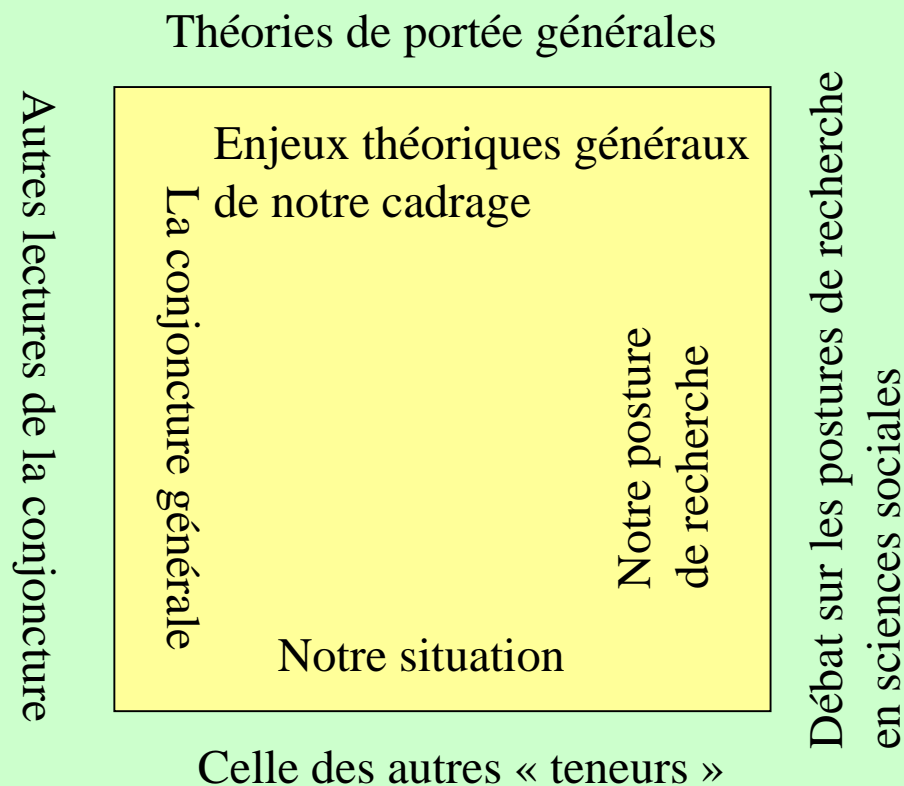 Théories de portée générales
Autres lectures de la conjoncture
La conjoncture générale
Enjeux théoriques généraux
de notre cadrage
Notre posture
de recherche
Débat sur les postures de recherche
en sciences sociales
Notre situation
Celle des autres « teneurs »